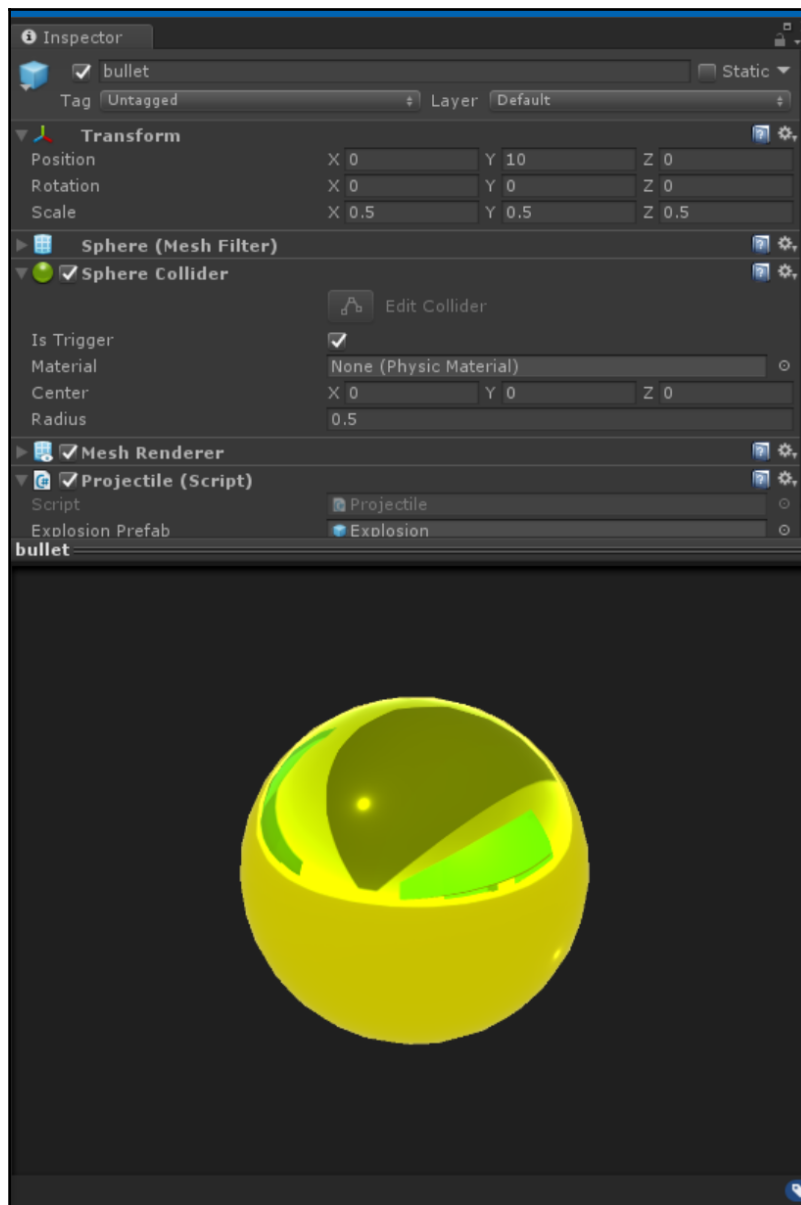 Inspector
bullet Static
Tag Untagged Layer Default
Transform
Position X 0 Y 10 Z 0
Rotation X 0 Y 0 Z 0
Scale X 0.5 Y 0.5 Z 0.5
Sphere (Mesh Filter)
Sphere Collider
Edit Collider
Is Trigger
Material None (Physic Material)
Center X 0 Y 0 Z 0
Radius 0.5
Mesh Renderer
Projectile (Script)
Script Projectile
Explosion Prefab Explosion
bullet